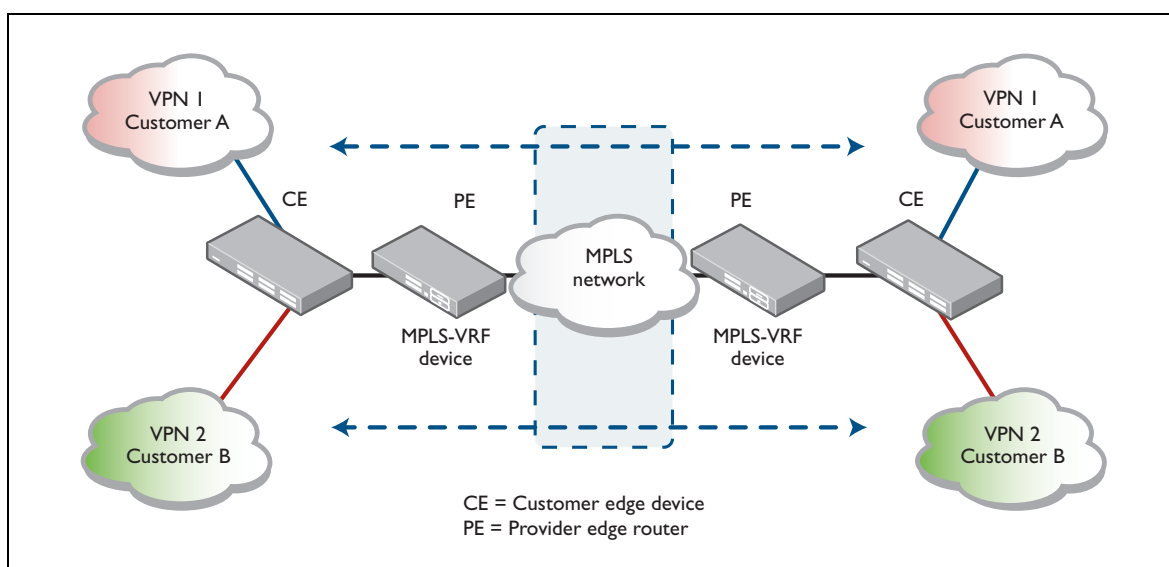 VPN 1
Customer A
VPN 1
Customer A
CE
PE
PE
CE
MPLS
network
MPLS-VRF
device
MPLS-VRF
device
VPN 2
Customer B
VPN 2
Customer B
CE = Customer edge device
PE = Provider edge router